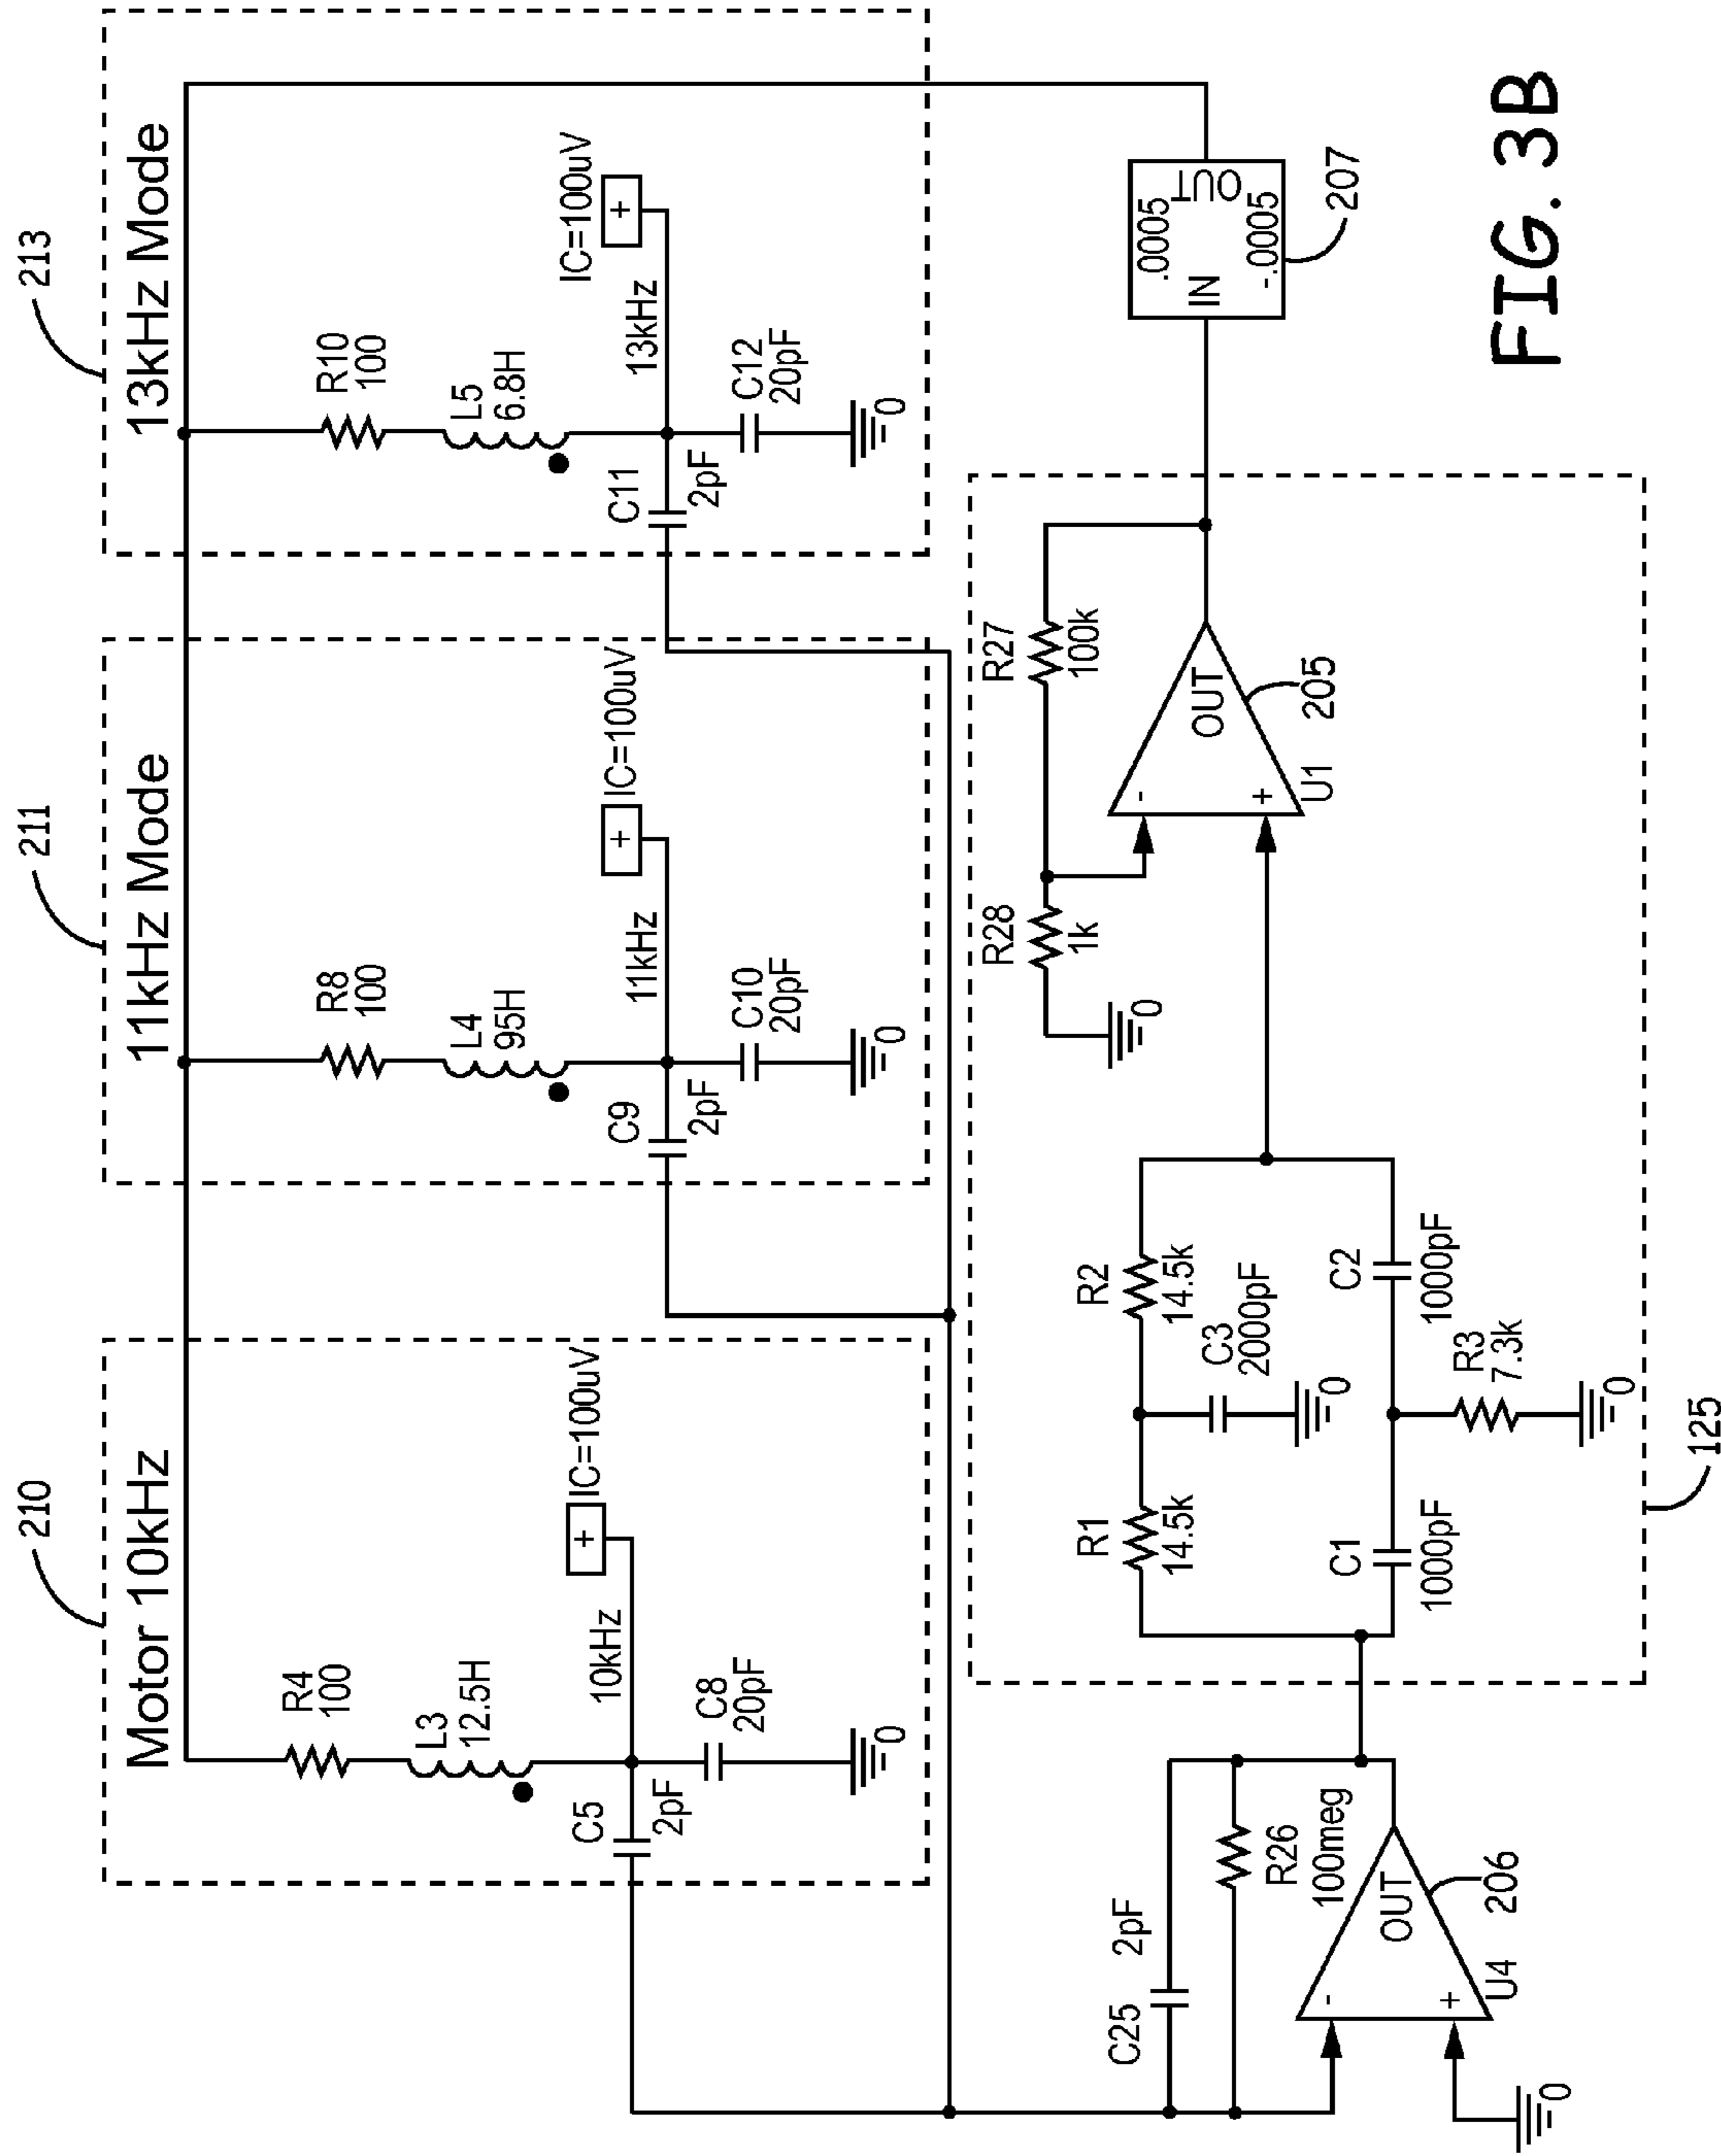 210
211
213
Motor 10kHz
11kHz Mode
13kHz Mode
R4
100
L3
12.5H
IC=100uV
+
10kHz
C5
2pF
C8
20pF
0
R8
100
L4
95H
IC=100uV
+
11kHz
C9
2pF
C10
20pF
0
R10
100
L5
6.8H
IC=100uV
+
13kHz
C11
2pF
C12
20pF
0
C25
2pF
R26
100meg
-
+
OUT
U4
206
0
R1
14.5k
R2
14.5k
C3
2000pF
0
C1
1000pF
C2
1000pF
R3
7.3k
0
125
R28
1k
0
R27
100k
-
+
OUT
U1
205
.0005
IN
OUT
-.0005
207
FIG. 3B